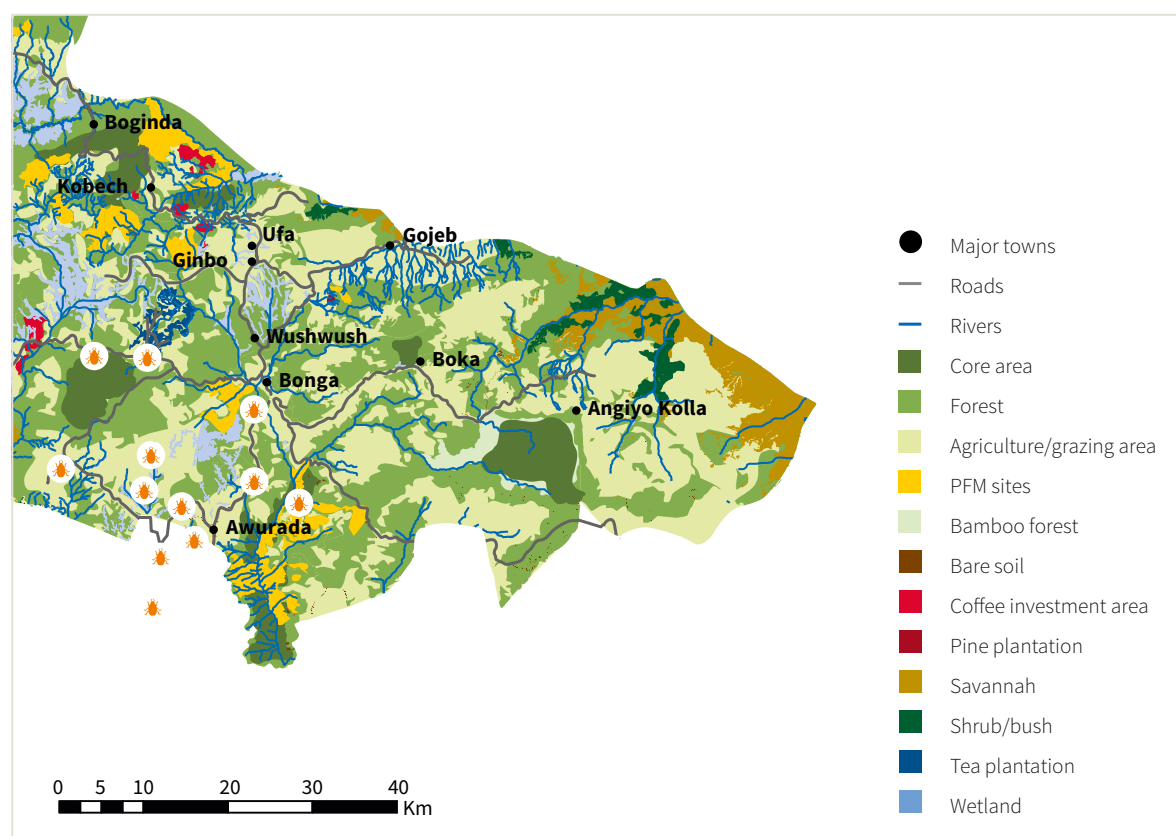 Boginda
Kobech
Ufa
Gojeb
Ginbo
Wushwush
Boka
Bonga
Angiyo Kolla
Awurada
Major towns
Roads
Rivers
Core area
Forest
Agriculture/grazing area
PFM sites
Bamboo forest
Bare soil
Coffee investment area
Pine plantation
Savannah
Shrub/bush
Tea plantation
Wetland
0 5 10 20 30 40
Km